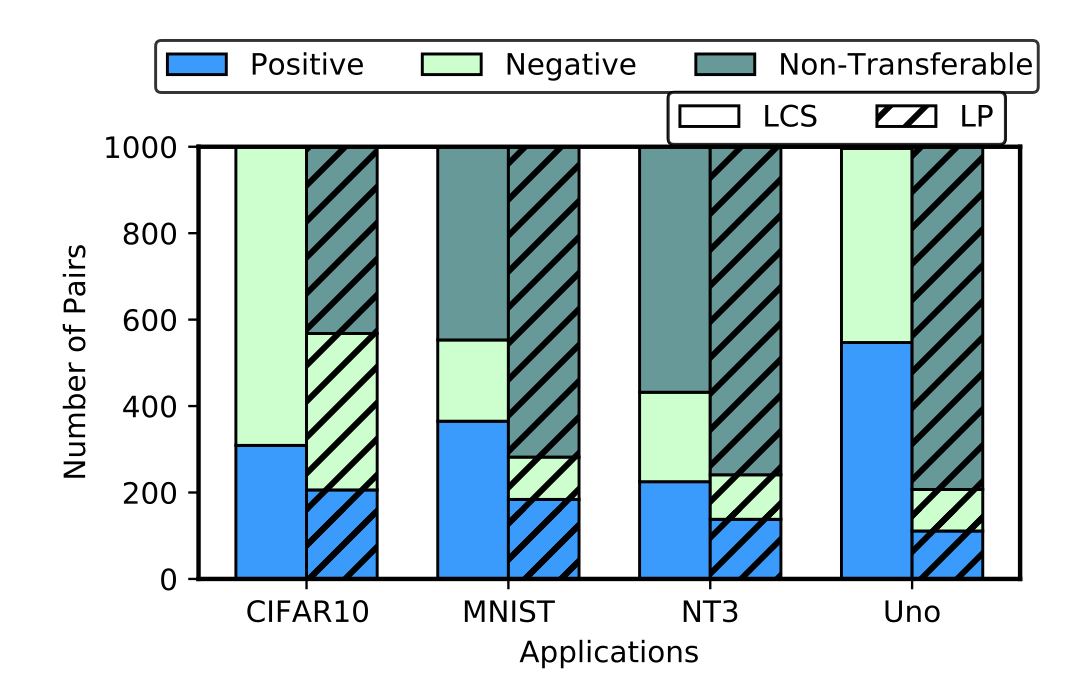 Positive Negative Non-Transferable
LCS LP
1000
800
600
400
200
0
Number of Pairs
CIFAR10 MNIST NT3 Uno
Applications